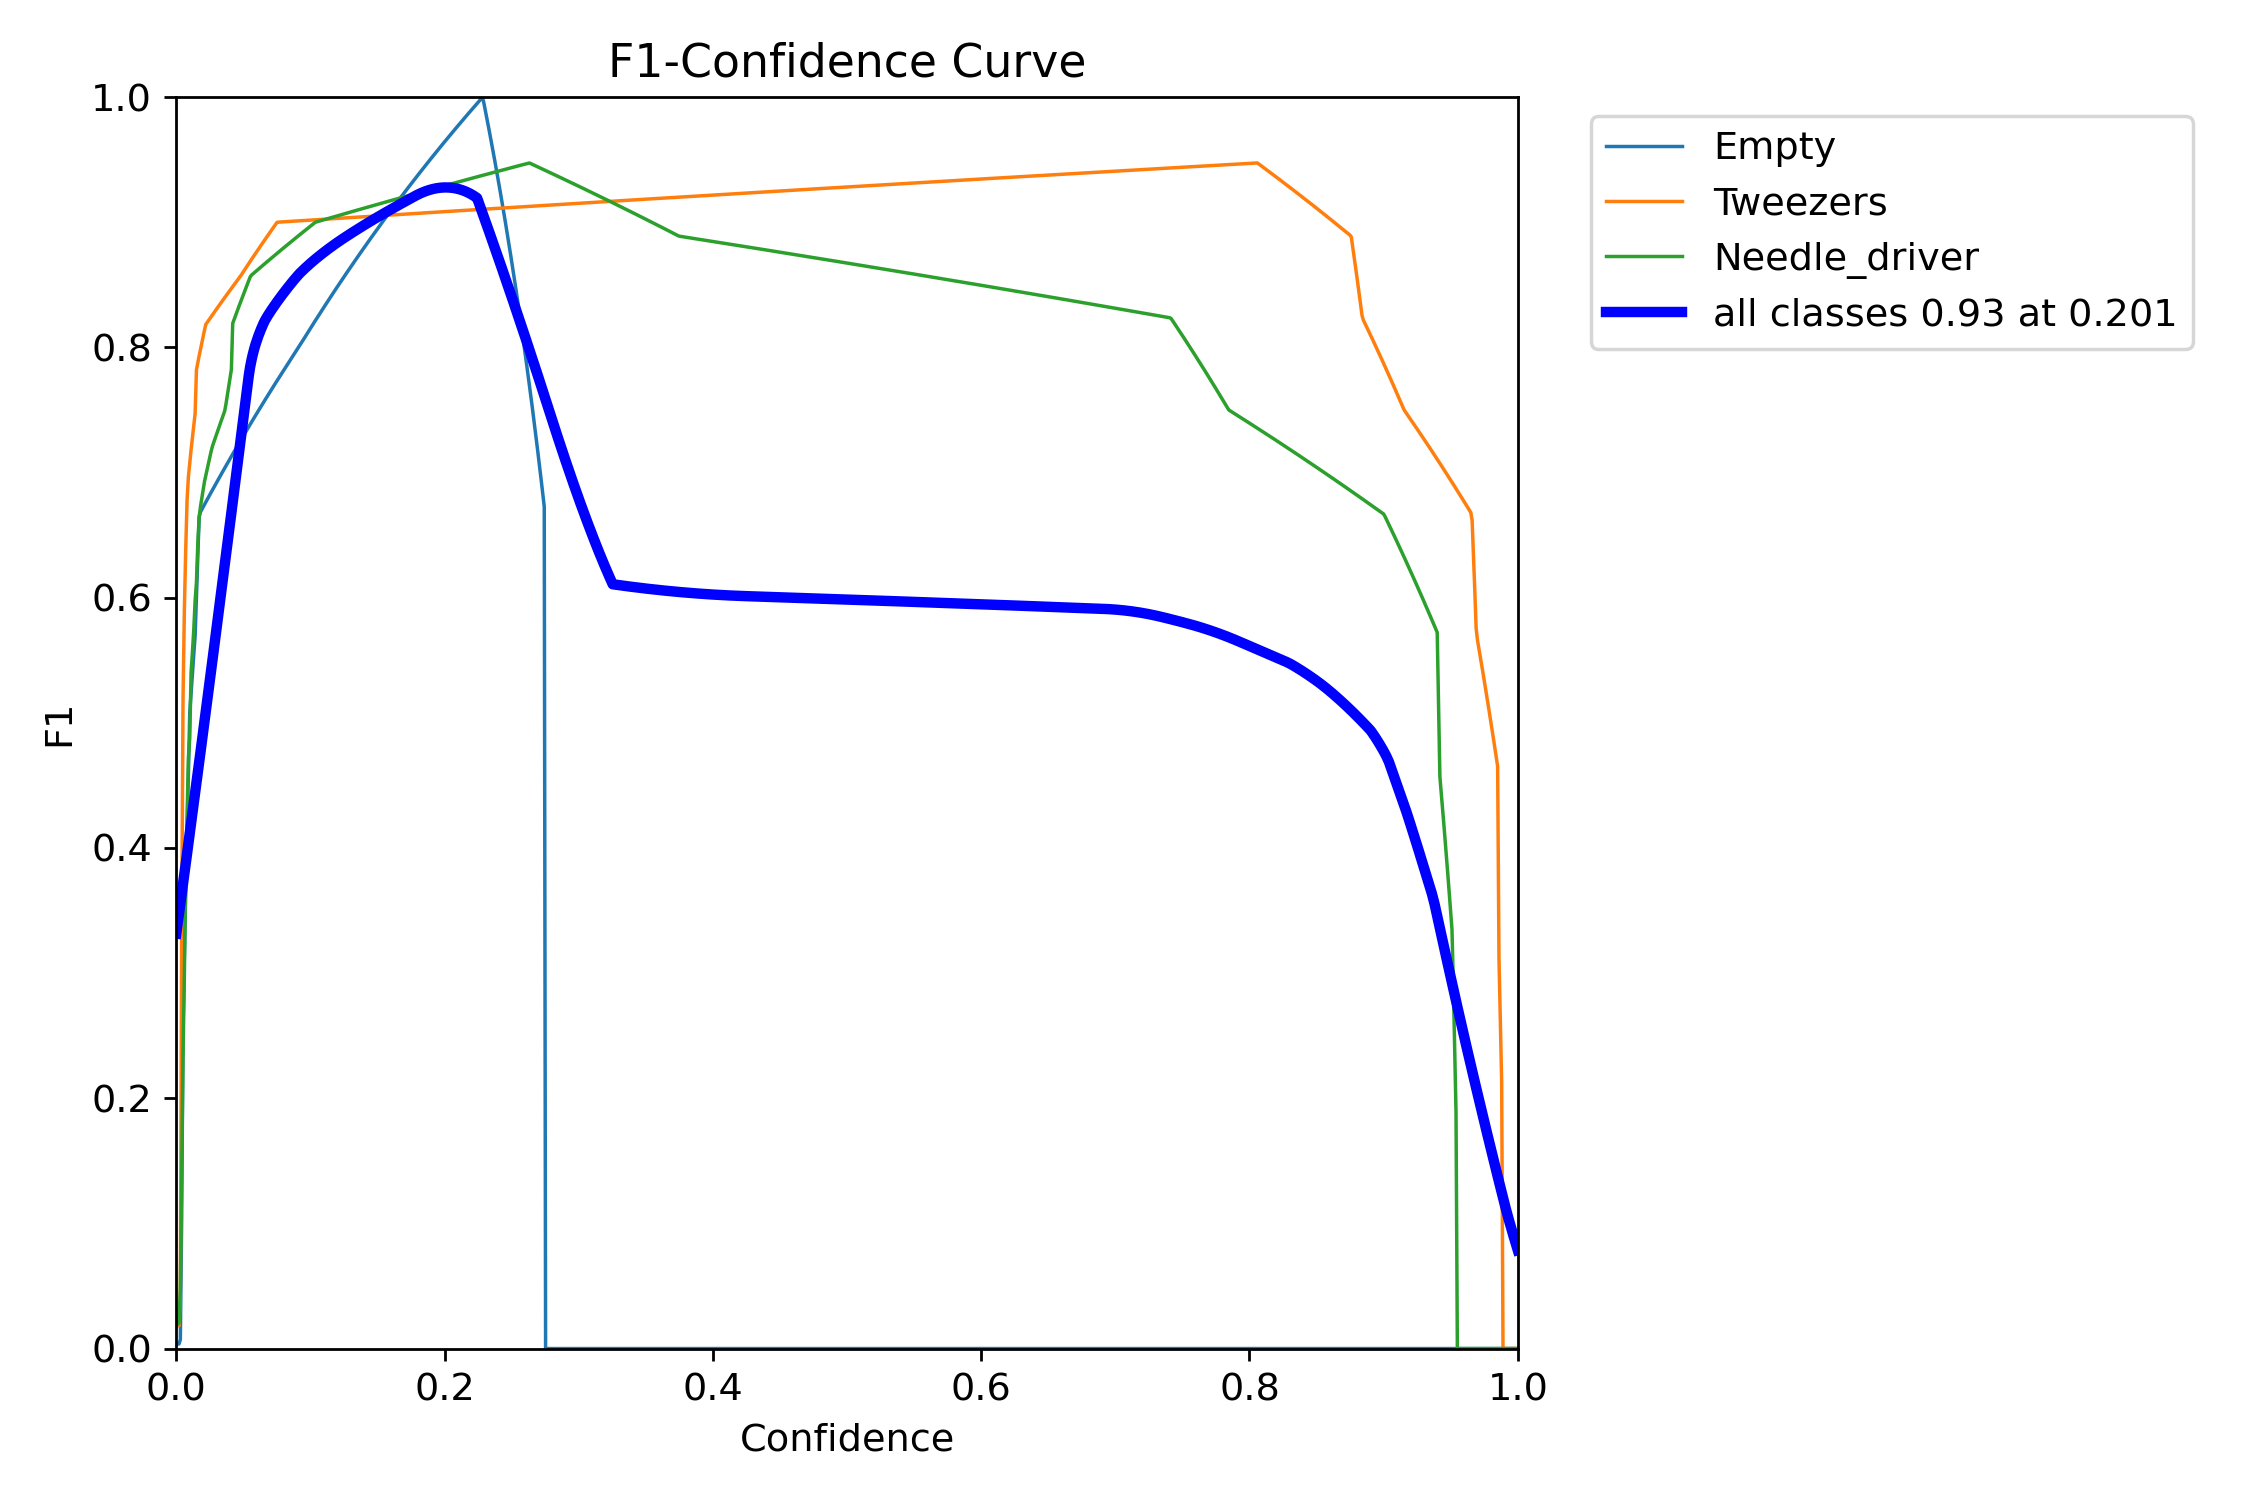 F1-Confidence Curve
1.0
0.8
0.6
0.4
0.2
0.0
F1
0.0 0.2 0.4 0.6 0.8 1.0
Confidence
Empty
Tweezers
Needle_driver
all classes 0.93 at 0.201